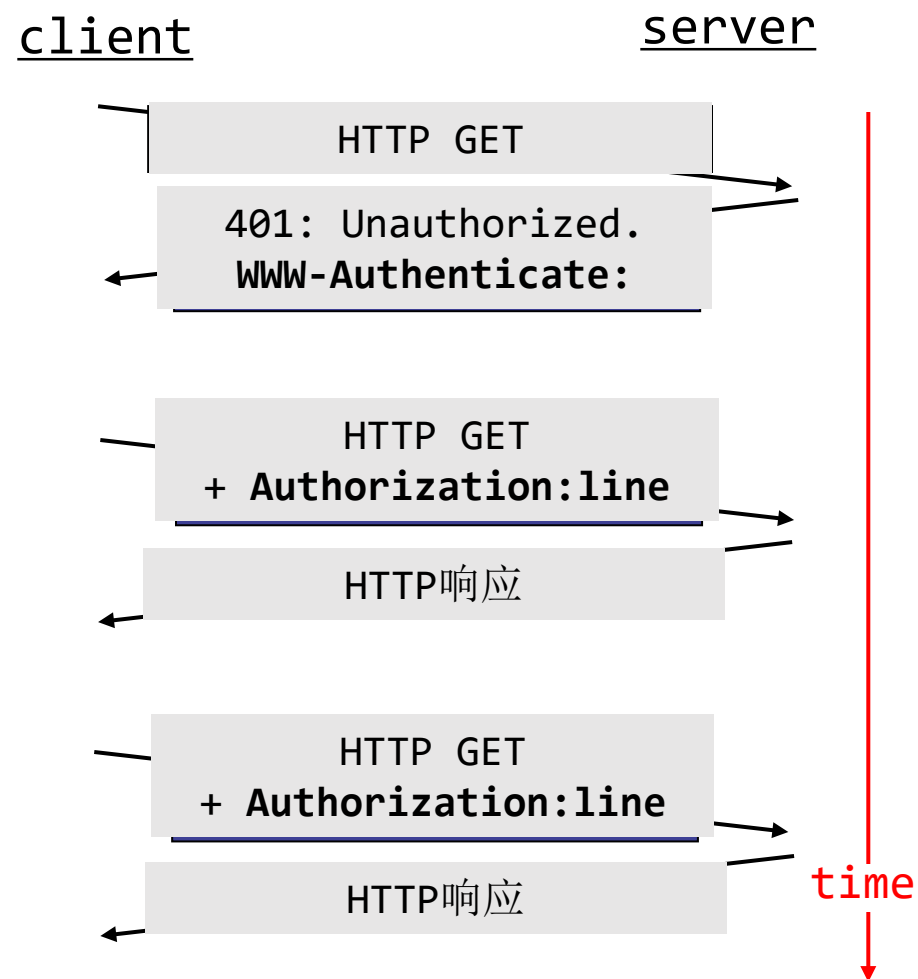 client
server
HTTP GET
401: Unauthorized.
WWW-Authenticate:
HTTP GET
+ Authorization:line
HTTP响应
HTTP GET
+ Authorization:line
HTTP响应
time